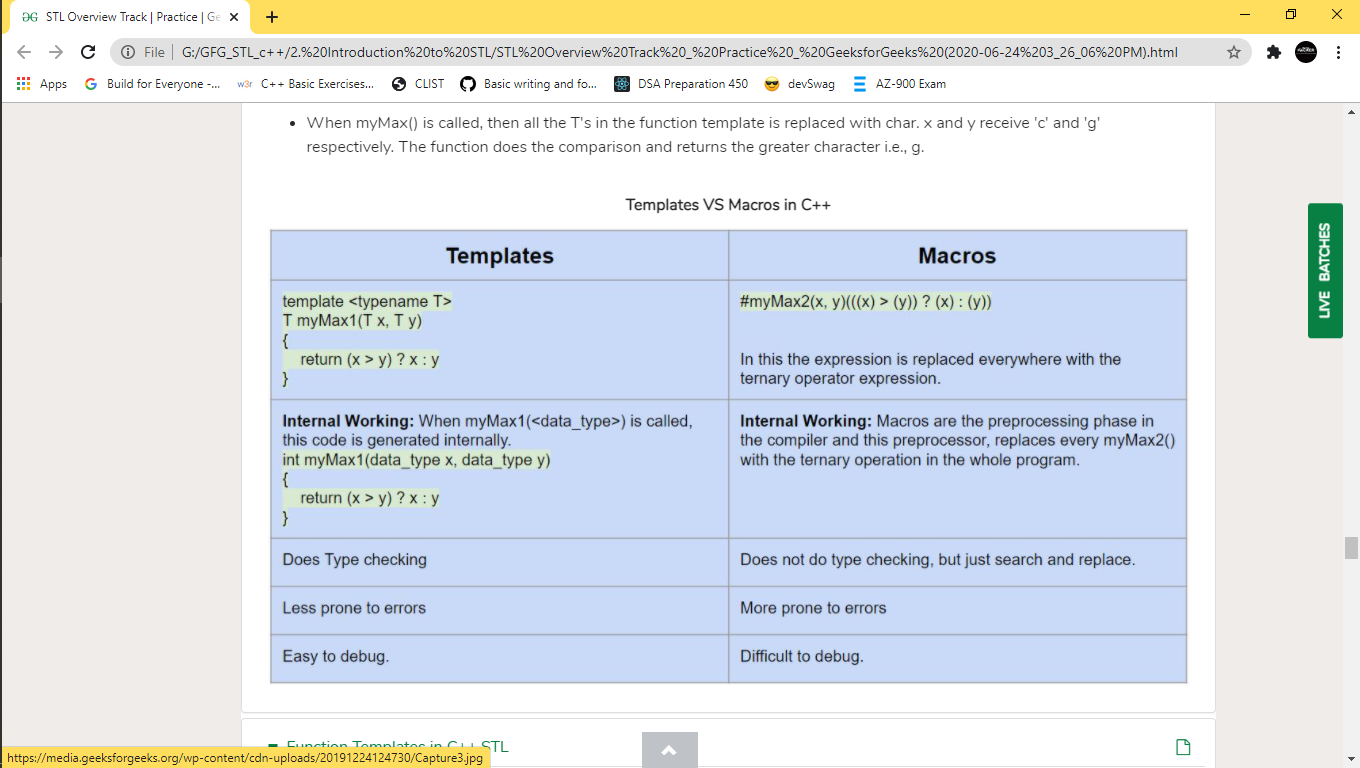 STL Overview Track | Practice | Ge
File
G:/GFG_STL_c++/2.%20Introduction%20to%20STL/STL%20Overview%20Track%20_%20Practice%20_%20GeeksforGeeks%20(2020-06-24%203_26_06%20PM).html
Apps
Build for Everyone -...
w3r
C++ Basic Exercises...
CLIST
Basic writing and fo...
DSA Preparation 450
devSwag
AZ-900 Exam
• When myMax() is called, then all the T's in the function template is replaced with char. x and y receive 'c' and 'g'
respectively. The function does the comparison and returns the greater character i.e., g.
Templates VS Macros in C++
Templates
Macros
template <typename T>
T myMax1(T x, T y)
{
return (x > y) ? x : y
}
#myMax2(x, y)(((x) > (y)) ? (x) : (y))
In this the expression is replaced everywhere with the
ternary operator expression.
Internal Working: When myMax1(<data_type>) is called,
this code is generated internally.
int myMax1(data_type x, data_type y)
{
return (x > y) ? x : y
}
Internal Working: Macros are the preprocessing phase in
the compiler and this preprocessor, replaces every myMax2()
with the ternary operation in the whole program.
Does Type checking
Does not do type checking, but just search and replace.
Less prone to errors
More prone to errors
Easy to debug.
Difficult to debug.
LIVE BATCHES
Function Templates in C++ STL
https://media.geeksforgeeks.org/wp-content/cdn-uploads/20191224124730/Capture3.jpg